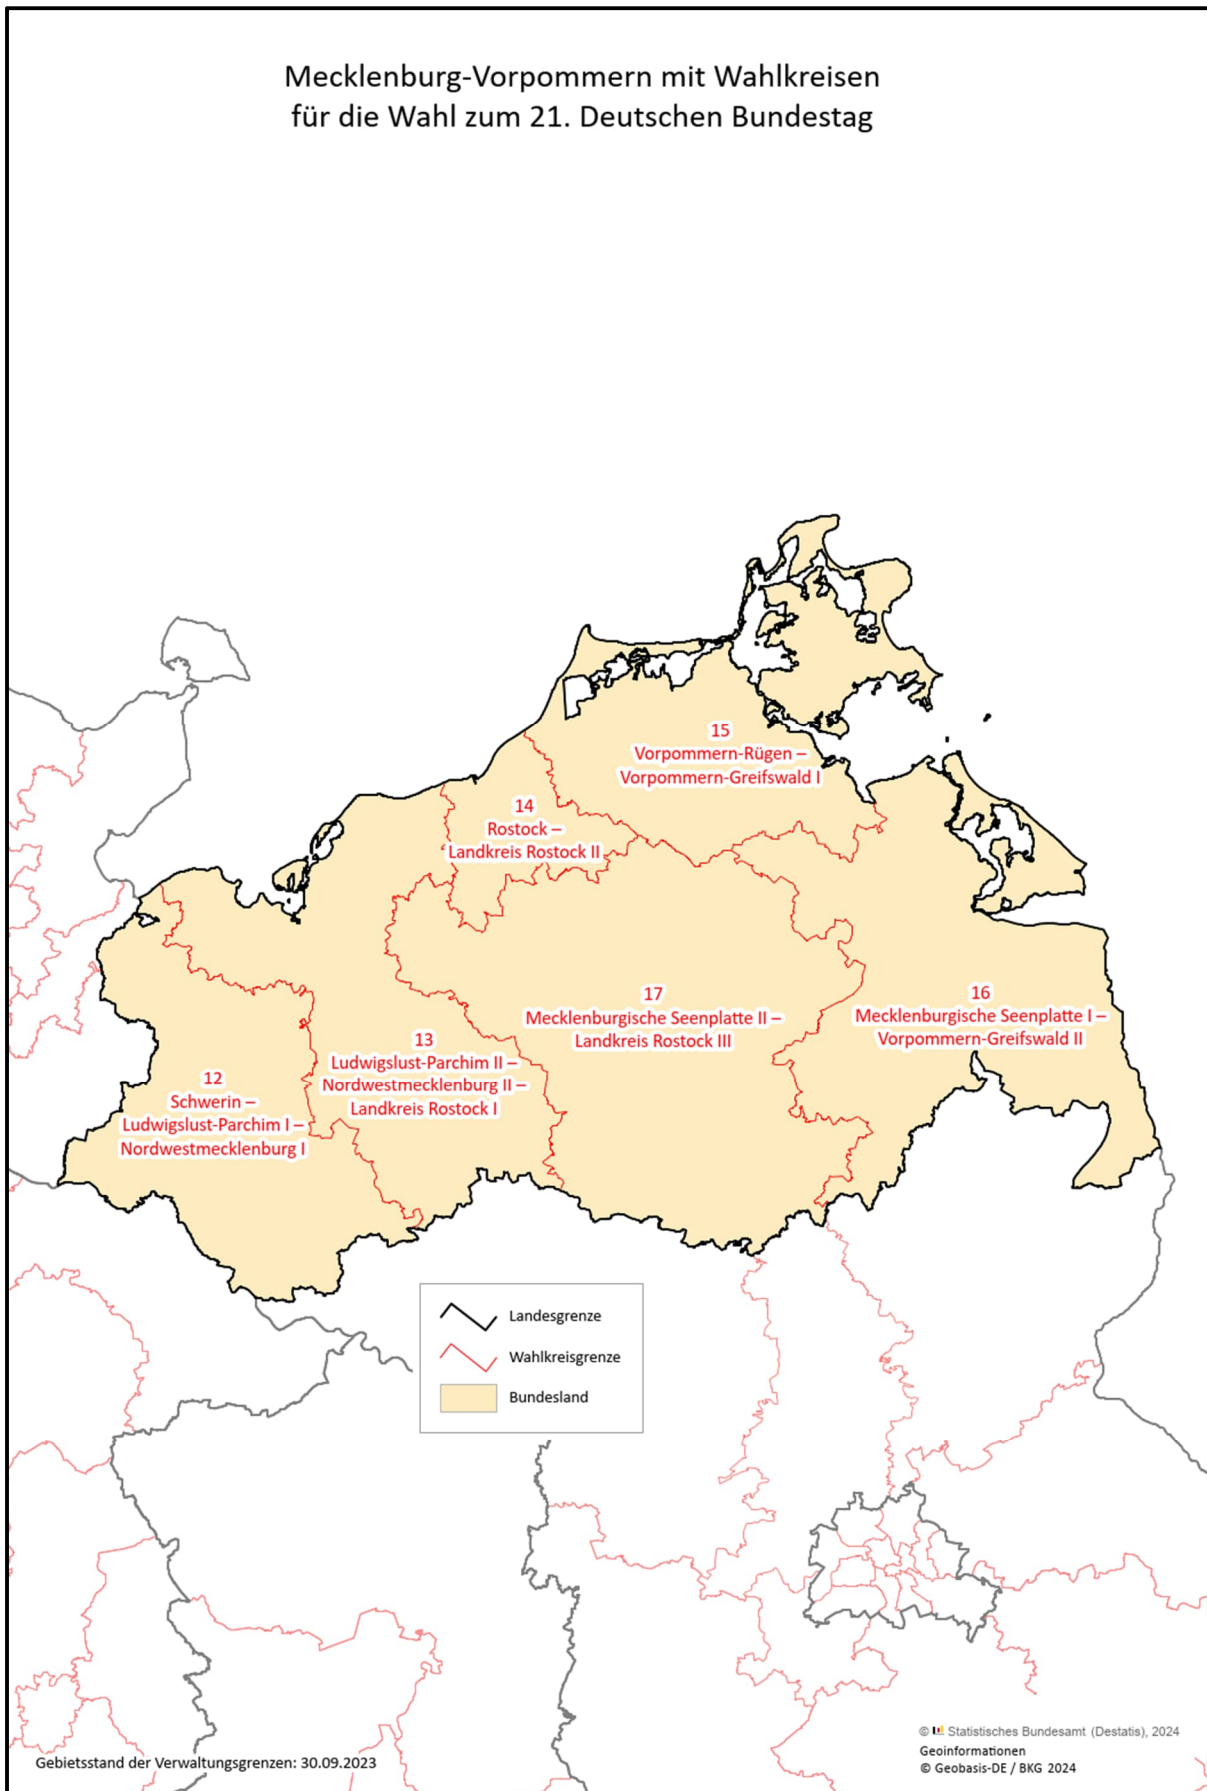 Mecklenburg-Vorpommern mit Wahlkreisen
für die Wahl zum 21. Deutschen Bundestag
15
Vorpommern-Rügen –
Vorpommern-Greifswald I
14
Rostock –
Landkreis Rostock II
17
Mecklenburgische Seenplatte II –
Landkreis Rostock III
16
Mecklenburgische Seenplatte I –
Vorpommern-Greifswald II
13
Ludwigslust-Parchim II –
Nordwestmecklenburg II –
Landkreis Rostock I
12
Schwerin –
Ludwigslust-Parchim I –
Nordwestmecklenburg I
Landesgrenze
Wahlkreisgrenze
Bundesland
Gebietsstand der Verwaltungsgrenzen: 30.09.2023
© Statistisches Bundesamt (Destatis), 2024
Geoinformationen
© Geobasis-DE / BKG 2024